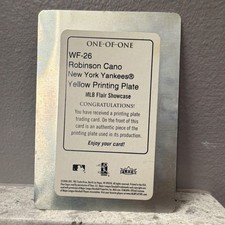 ONE-OF-ONE
WF-26
Robinson Cano
New York Yankees®
Yellow Printing Plate
MLB Flair Showcase
CONGRATULATIONS!
You have received a printing plate
trading card. On the front of this
card is an authentic piece of the
printing plate used in its production.
Enjoy your card!